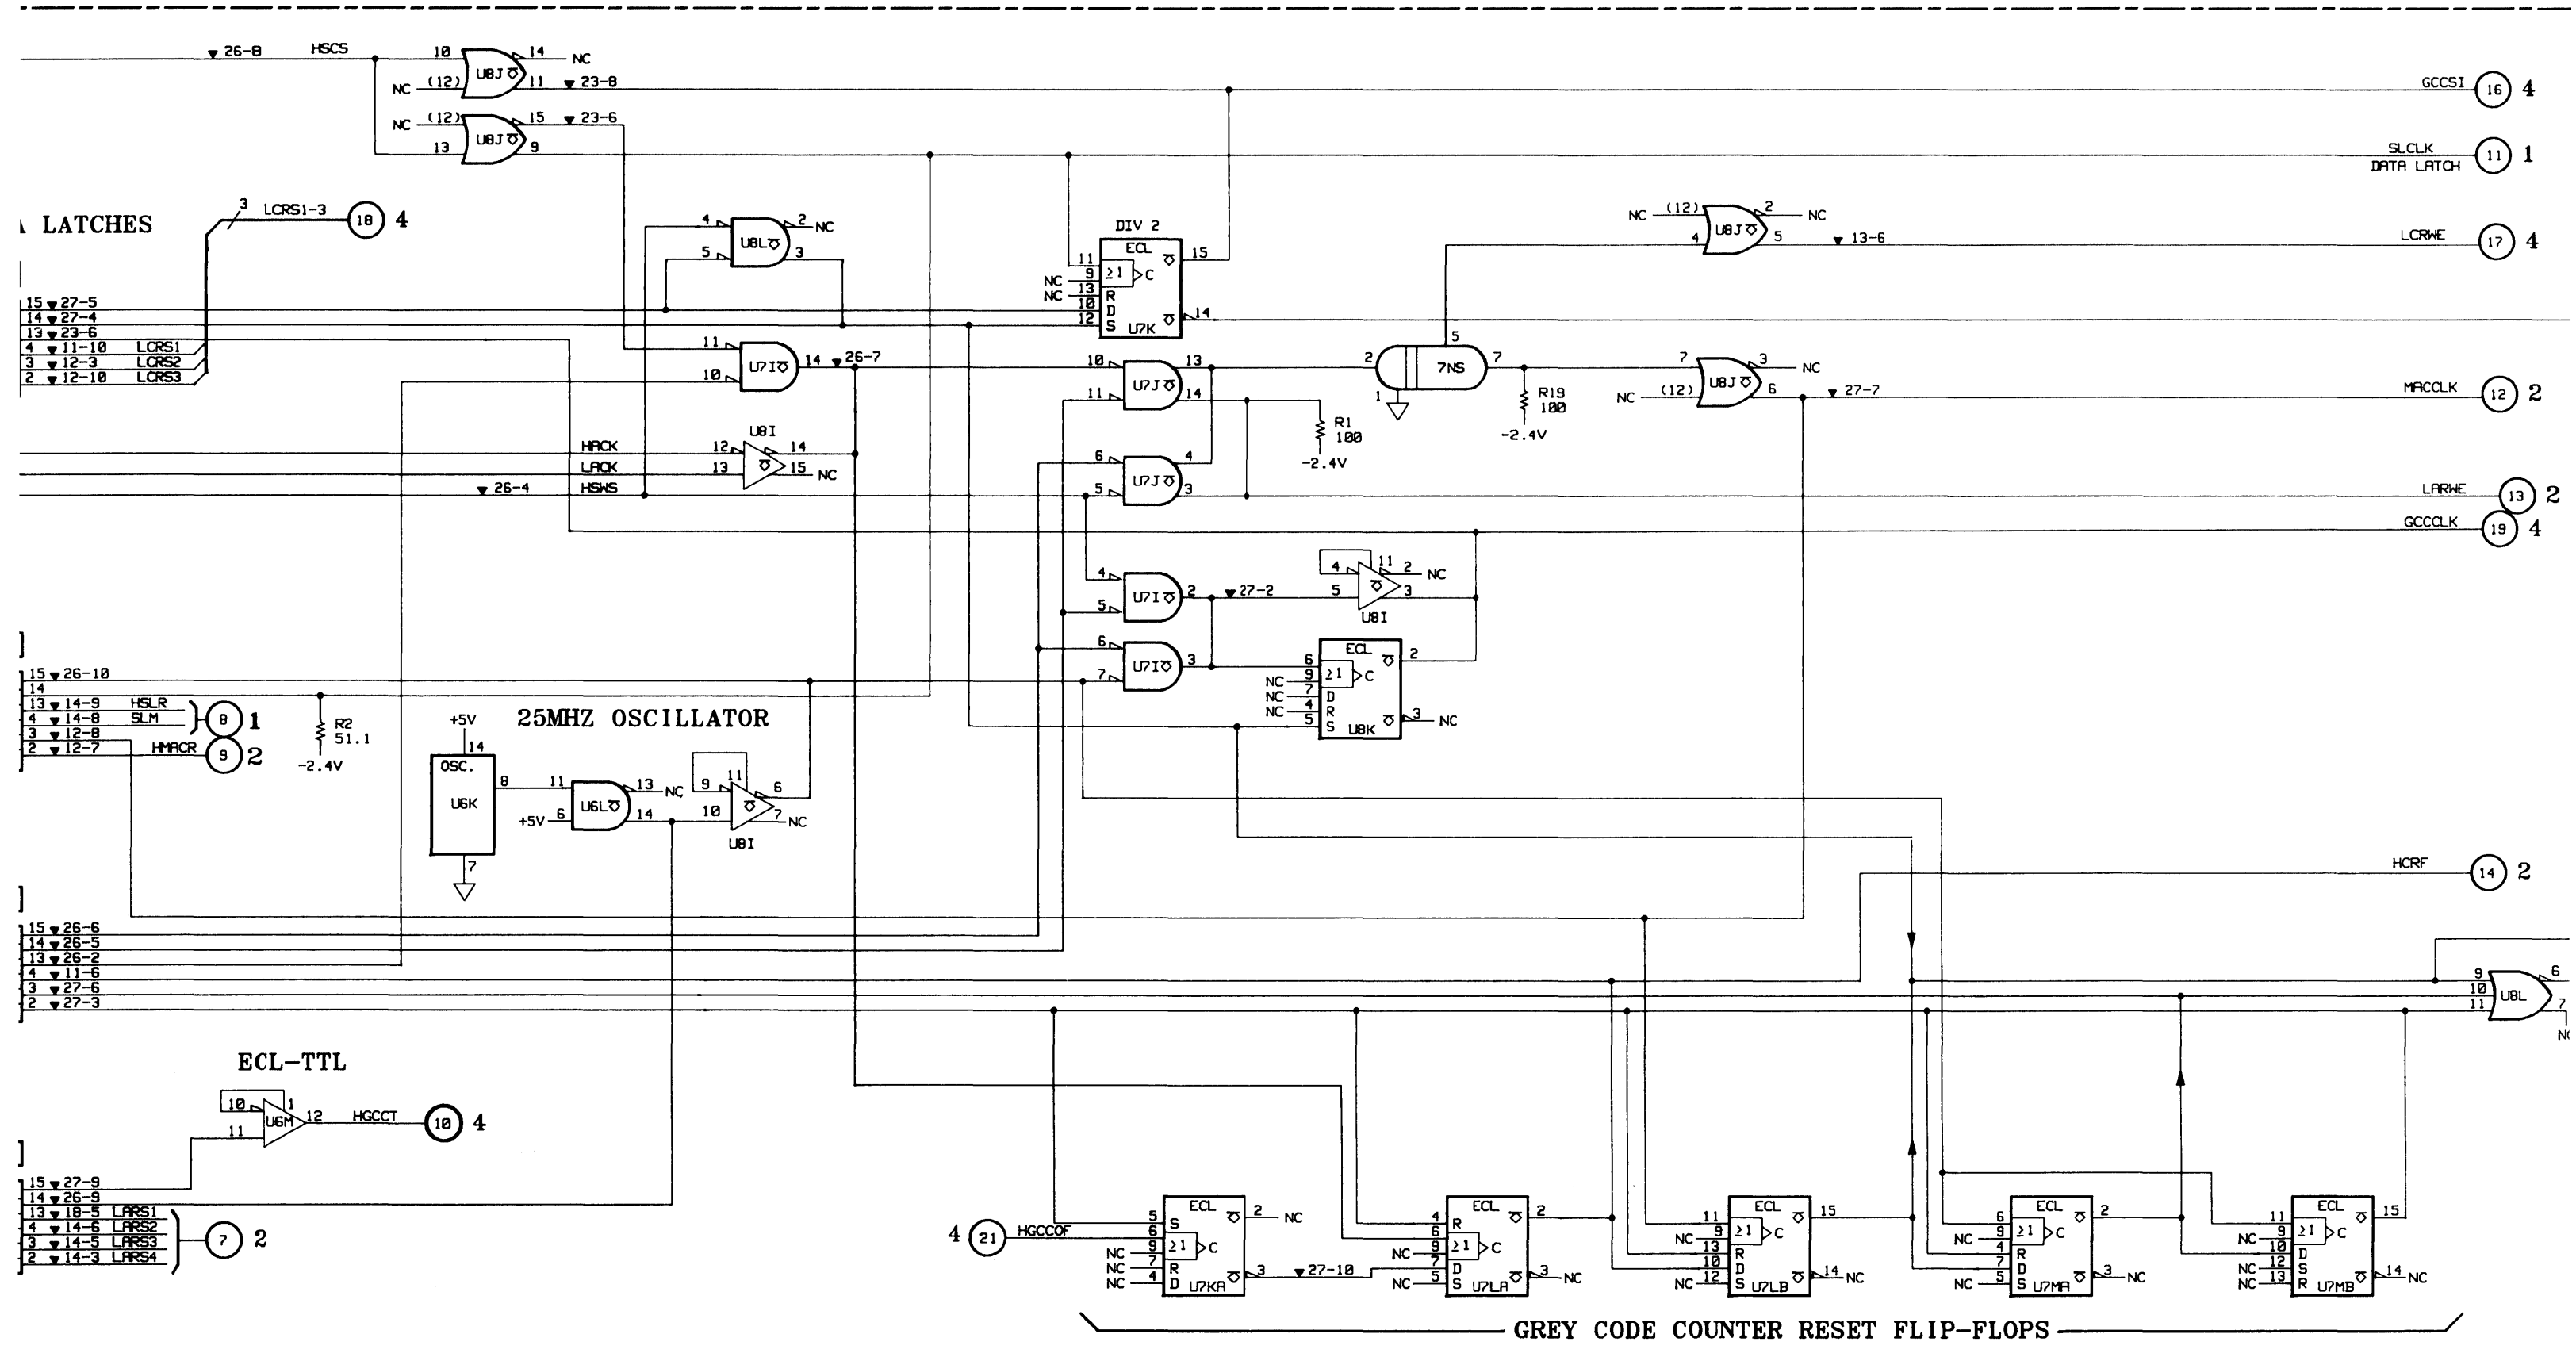 26-8 HSCS 10 U8J 14 NC
NC (12) 11 23-8 GCCSI 16 4
NC (12) U8J 15 23-6
13 9 SLCLK 11 1
DATA LATCH
LATCHES 3 LCRS1-3 18 4
4 U8L 2 NC
5 3
DIV 2
ECL
11 ≥1 C 15
NC 9
NC 13 R
10 D
12 S U7K 14
NC (12) U8J 2 NC
4 5 13-6 LCRWE 17 4
15 27-5
14 27-4
13 23-6
4 11-10 LCRS1
3 12-3 LCRS2
2 12-10 LCRS3
11 U7I 14 26-7
10
10 U7J 13
11 14
R1
100
-2.4V
2 7NS 5 7
1
R19
100
-2.4V
7 U8J 3 NC
NC (12) 6 27-7 MACCLK 12 2
U8I
HACK 12 14
LACK 13 15 NC
26-4 HSWS
6 U7J 4
5 3 LARWE 13 2
GCCCLK 19 4
4 U7I 2 27-2
5
4 11 2 NC
5 3
U8I
6 U7I 3
7
ECL
6 ≥1 C 2
NC 9
NC 7 D
NC 4 R
5 S U8K 3 NC
15 26-10
14
13 14-9 HSLR
4 14-8 SLM 8 1
3 12-8
2 12-7 HMACR 9 2
R2
51.1
-2.4V
25MHZ OSCILLATOR
+5V
14
OSC.
U6K
8
7
11 U6L 13 NC
+5V 6 14
9 11 6
10 7 NC
U8I
HCRF 14 2
15 26-6
14 26-5
13 26-2
4 11-6
3 27-6
2 27-3
9 U8L 6
10
11 7
ECL-TTL
10 U6M 1
11 12 HGCCT 10 4
15 27-9
14 26-9
13 18-5 LARS1
4 14-6 LARS2
3 14-5 LARS3
2 14-3 LARS4
7 2
4 21 HGCCOF
ECL
5 S 2 NC
6 ≥1 C
NC 9
NC 7 R
NC 4 D U7KA 3 27-10
ECL
4 R 2
6 ≥1 C
NC 9
7 D
NC 5 S U7LA 3 NC
ECL
11 ≥1 C 15
NC 9
13 R
10 D
NC 12 S U7LB 14 NC
ECL
6 ≥1 C 2
NC 9
4 R
7 D
NC 5 S U7MA 3 NC
ECL
11 ≥1 C 15
NC 9
10 D
NC 12 S
NC 13 R U7MB 14 NC
GREY CODE COUNTER RESET FLIP-FLOPS